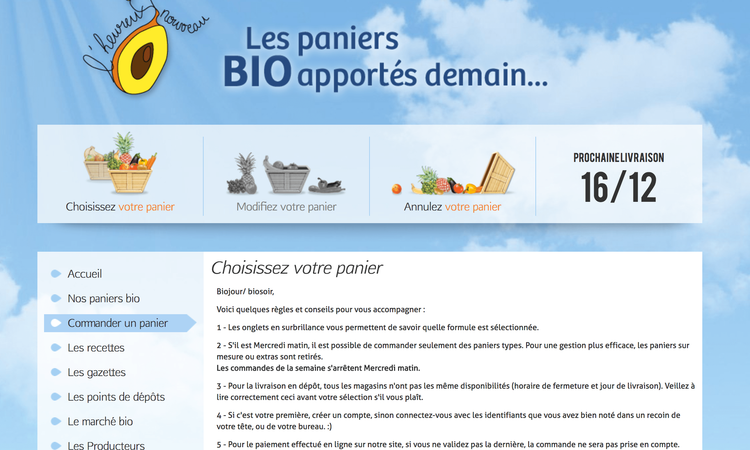 l'heureux nouveau
Les paniers
BIO apportés demain...
Choisissez votre panier
Modifiez votre panier
Annulez votre panier
PROCHAINE LIVRAISON
16/12
Accueil
Nos paniers bio
Commander un panier
Les recettes
Les gazettes
Les points de dépôts
Le marché bio
Les Producteurs
Choisissez votre panier
Biojour/ biosoir,
Voici quelques règles et conseils pour vous accompagner :
1 - Les onglets en surbrillance vous permettent de savoir quelle formule est sélectionnée.
2 - S'il est Mercredi matin, il est possible de commander seulement des paniers types. Pour une gestion plus efficace, les paniers sur
mesure ou extras sont retirés.
Les commandes de la semaine s'arrêtent Mercredi matin.
3 - Pour la livraison en dépôt, tous les magasins n'ont pas les même disponibilités (horaire de fermeture et jour de livraison). Veillez à
lire correctement ceci avant votre sélection s'il vous plaît.
4 - Si c'est votre première, créer un compte, sinon connectez-vous avec les identifiants que vous avez bien noté dans un recoin de
votre tête, ou de votre bureau. :)
5 - Pour le paiement effectué en ligne sur notre site, si vous ne validez pas la dernière, la commande ne sera pas prise en compte.